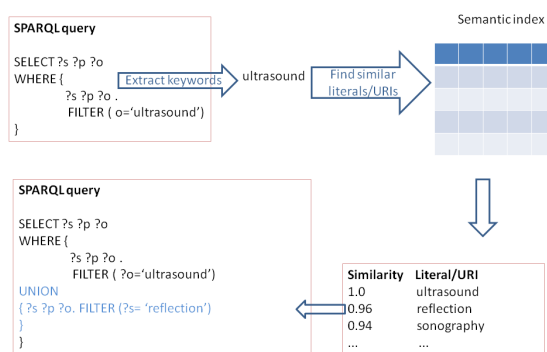 SPARQL query
SELECT ?s ?p ?o
WHERE {
?s ?p ?o .
FILTER ( o=‘ultrasound’)
}
Extract keywords
ultrasound
Find similar
literals/URIs
Semantic index
SPARQL query
SELECT ?s ?p ?o
WHERE {
?s ?p ?o .
FILTER ( ?o=‘ultrasound’)
UNION
{ ?s ?p ?o. FILTER (?s= ‘reflection’)
}
}
Similarity Literal/URI
1.0 ultrasound
0.96 reflection
0.94 sonography
... ...